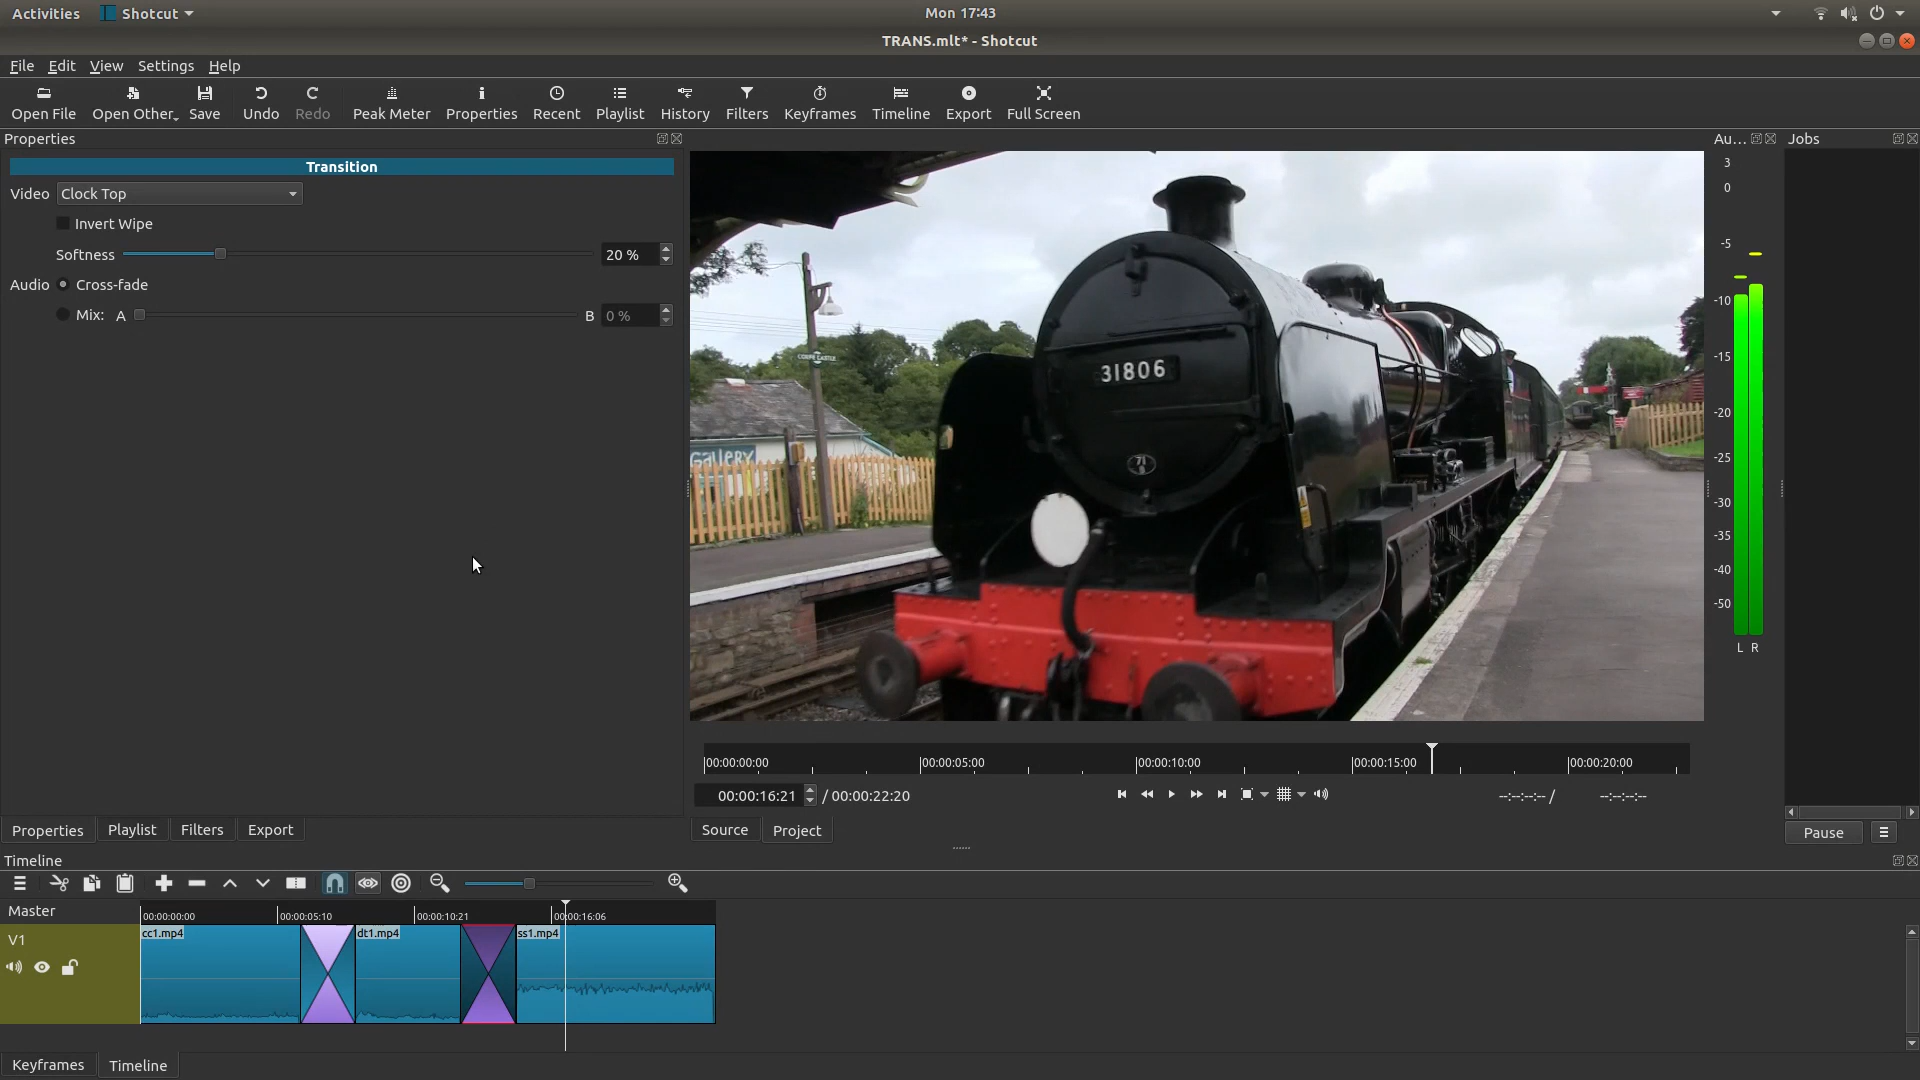 Activities Shotcut Mon 17:43
TRANS.mlt* - Shotcut
File Edit View Settings Help
Open File Open Other... Save Undo Redo Peak Meter Properties Recent Playlist History Filters Keyframes Timeline Export Full Screen
Properties
Transition
Video Clock Top
Invert Wipe
Softness 20 %
Audio Cross-fade
Mix: A B 0 %
31806
71
GALLERY
Au... Jobs
3
0
-5
-10
-15
-20
-25
-30
-35
-40
-50
L R
00:00:00:00 00:00:05:00 00:00:10:00 00:00:15:00 00:00:20:00
00:00:16:21 / 00:00:22:20 --:--:--:-- / --:--:--:--
Properties Playlist Filters Export
Source Project
Pause
Timeline
Master
00:00:00:00 00:00:05:10 00:00:10:21 00:00:16:06
V1
cc1.mp4 dt1.mp4 ss1.mp4
Keyframes Timeline